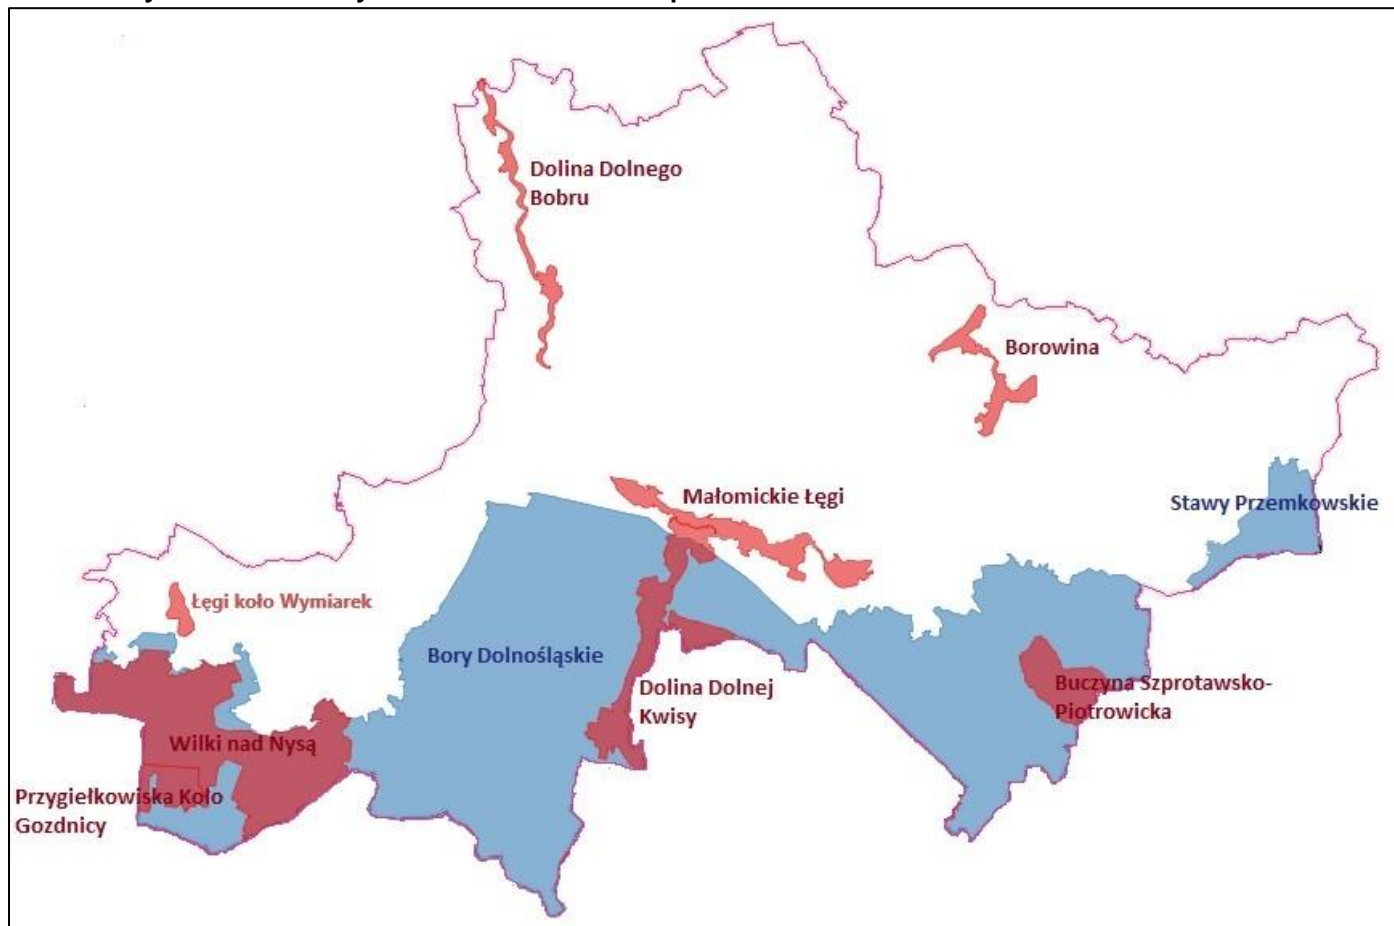 Dolina Dolnego
Bobru
Borowina
Małomickie Łęgi
Stawy Przemkowskie
Łęgi koło Wymiarek
Bory Dolnośląskie
Dolina Dolnej
Kwisy
Buczyna Szprotawsko-
Piotrowicka
Wilki nad Nysą
Przygiełkowiska Koło
Gozdnicy